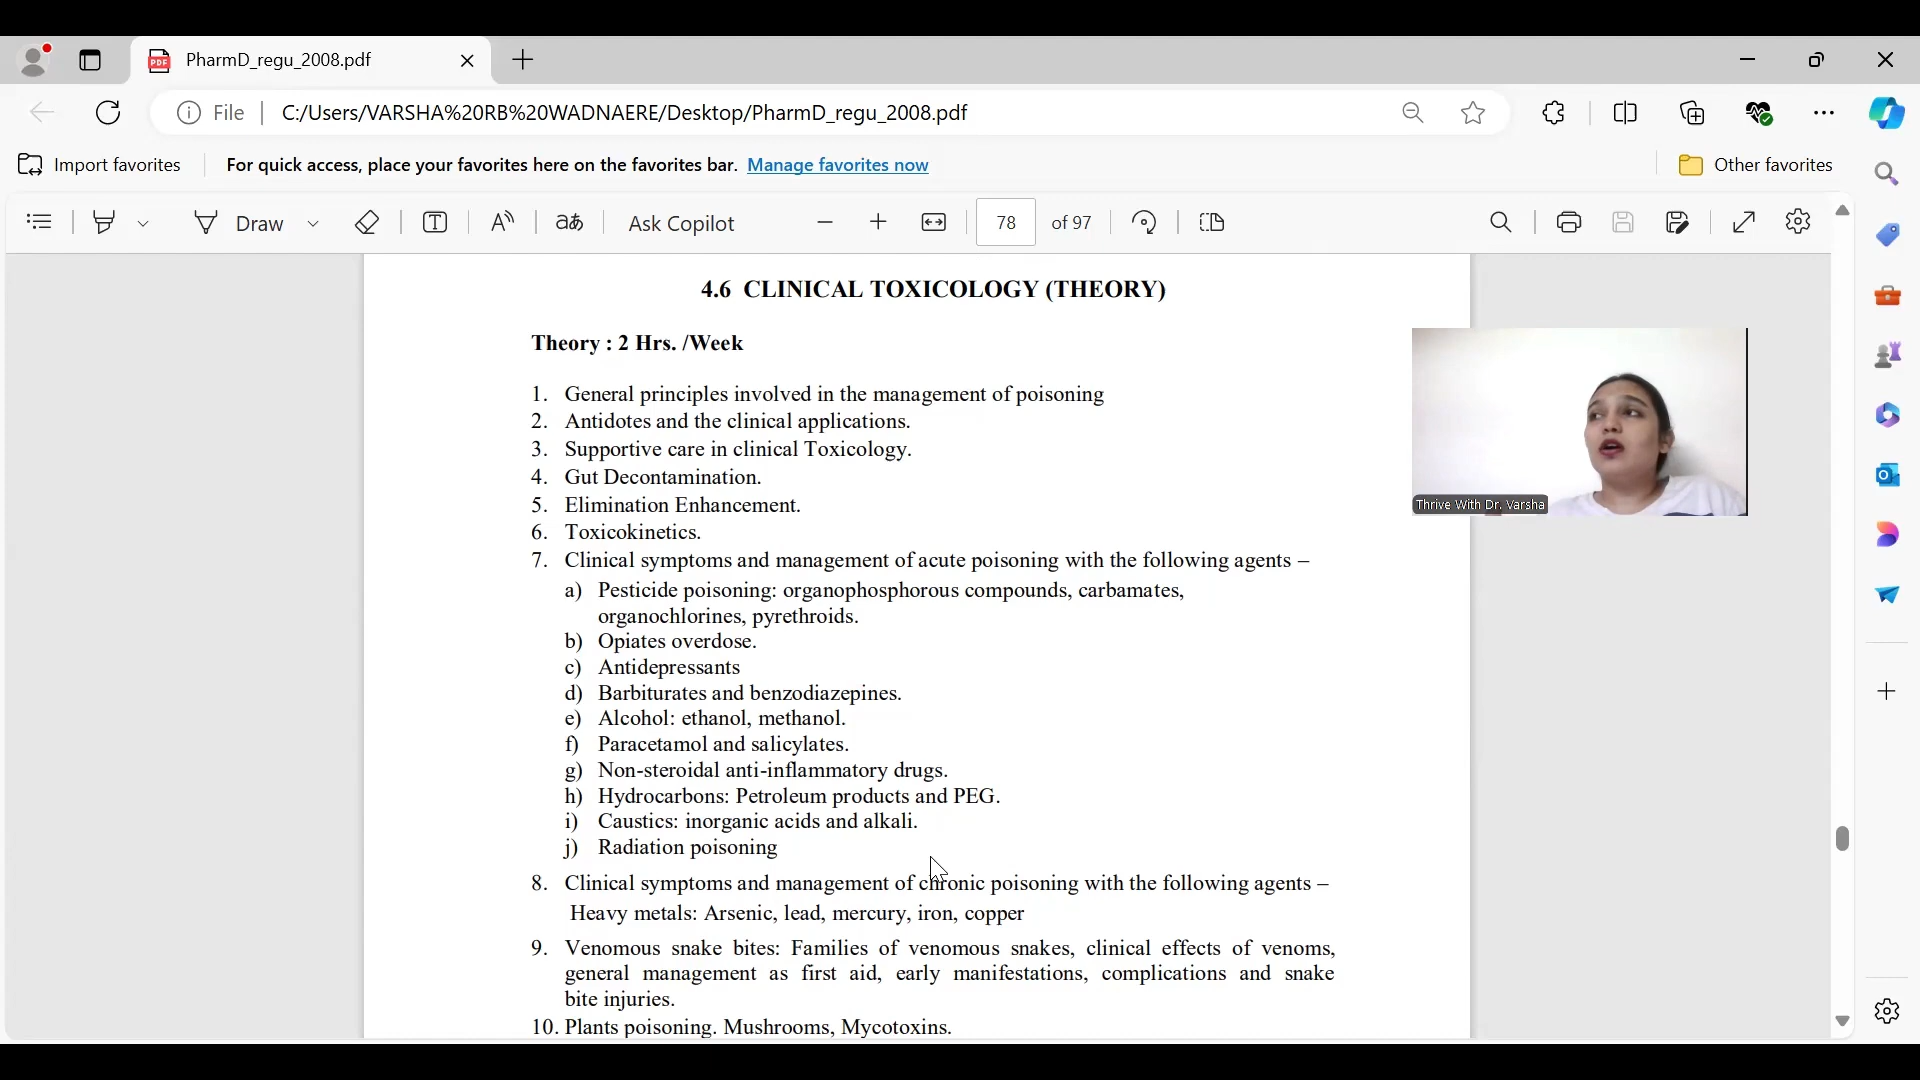 PharmD_regu_2008.pdf
File
C:/Users/VARSHA%20RB%20WADNAERE/Desktop/PharmD_regu_2008.pdf
Import favorites
For quick access, place your favorites here on the favorites bar. Manage favorites now
Other favorites
Draw
Ask Copilot
78 of 97
4.6 CLINICAL TOXICOLOGY (THEORY)
Theory : 2 Hrs. /Week
1. General principles involved in the management of poisoning
2. Antidotes and the clinical applications.
3. Supportive care in clinical Toxicology.
4. Gut Decontamination.
5. Elimination Enhancement.
6. Toxicokinetics.
7. Clinical symptoms and management of acute poisoning with the following agents –
a) Pesticide poisoning: organophosphorous compounds, carbamates,
organochlorines, pyrethroids.
b) Opiates overdose.
c) Antidepressants
d) Barbiturates and benzodiazepines.
e) Alcohol: ethanol, methanol.
f) Paracetamol and salicylates.
g) Non-steroidal anti-inflammatory drugs.
h) Hydrocarbons: Petroleum products and PEG.
i) Caustics: inorganic acids and alkali.
j) Radiation poisoning
8. Clinical symptoms and management of chronic poisoning with the following agents –
Heavy metals: Arsenic, lead, mercury, iron, copper
9. Venomous snake bites: Families of venomous snakes, clinical effects of venoms,
general management as first aid, early manifestations, complications and snake
bite injuries.
10. Plants poisoning. Mushrooms, Mycotoxins.
Thrive With Dr. Varsha